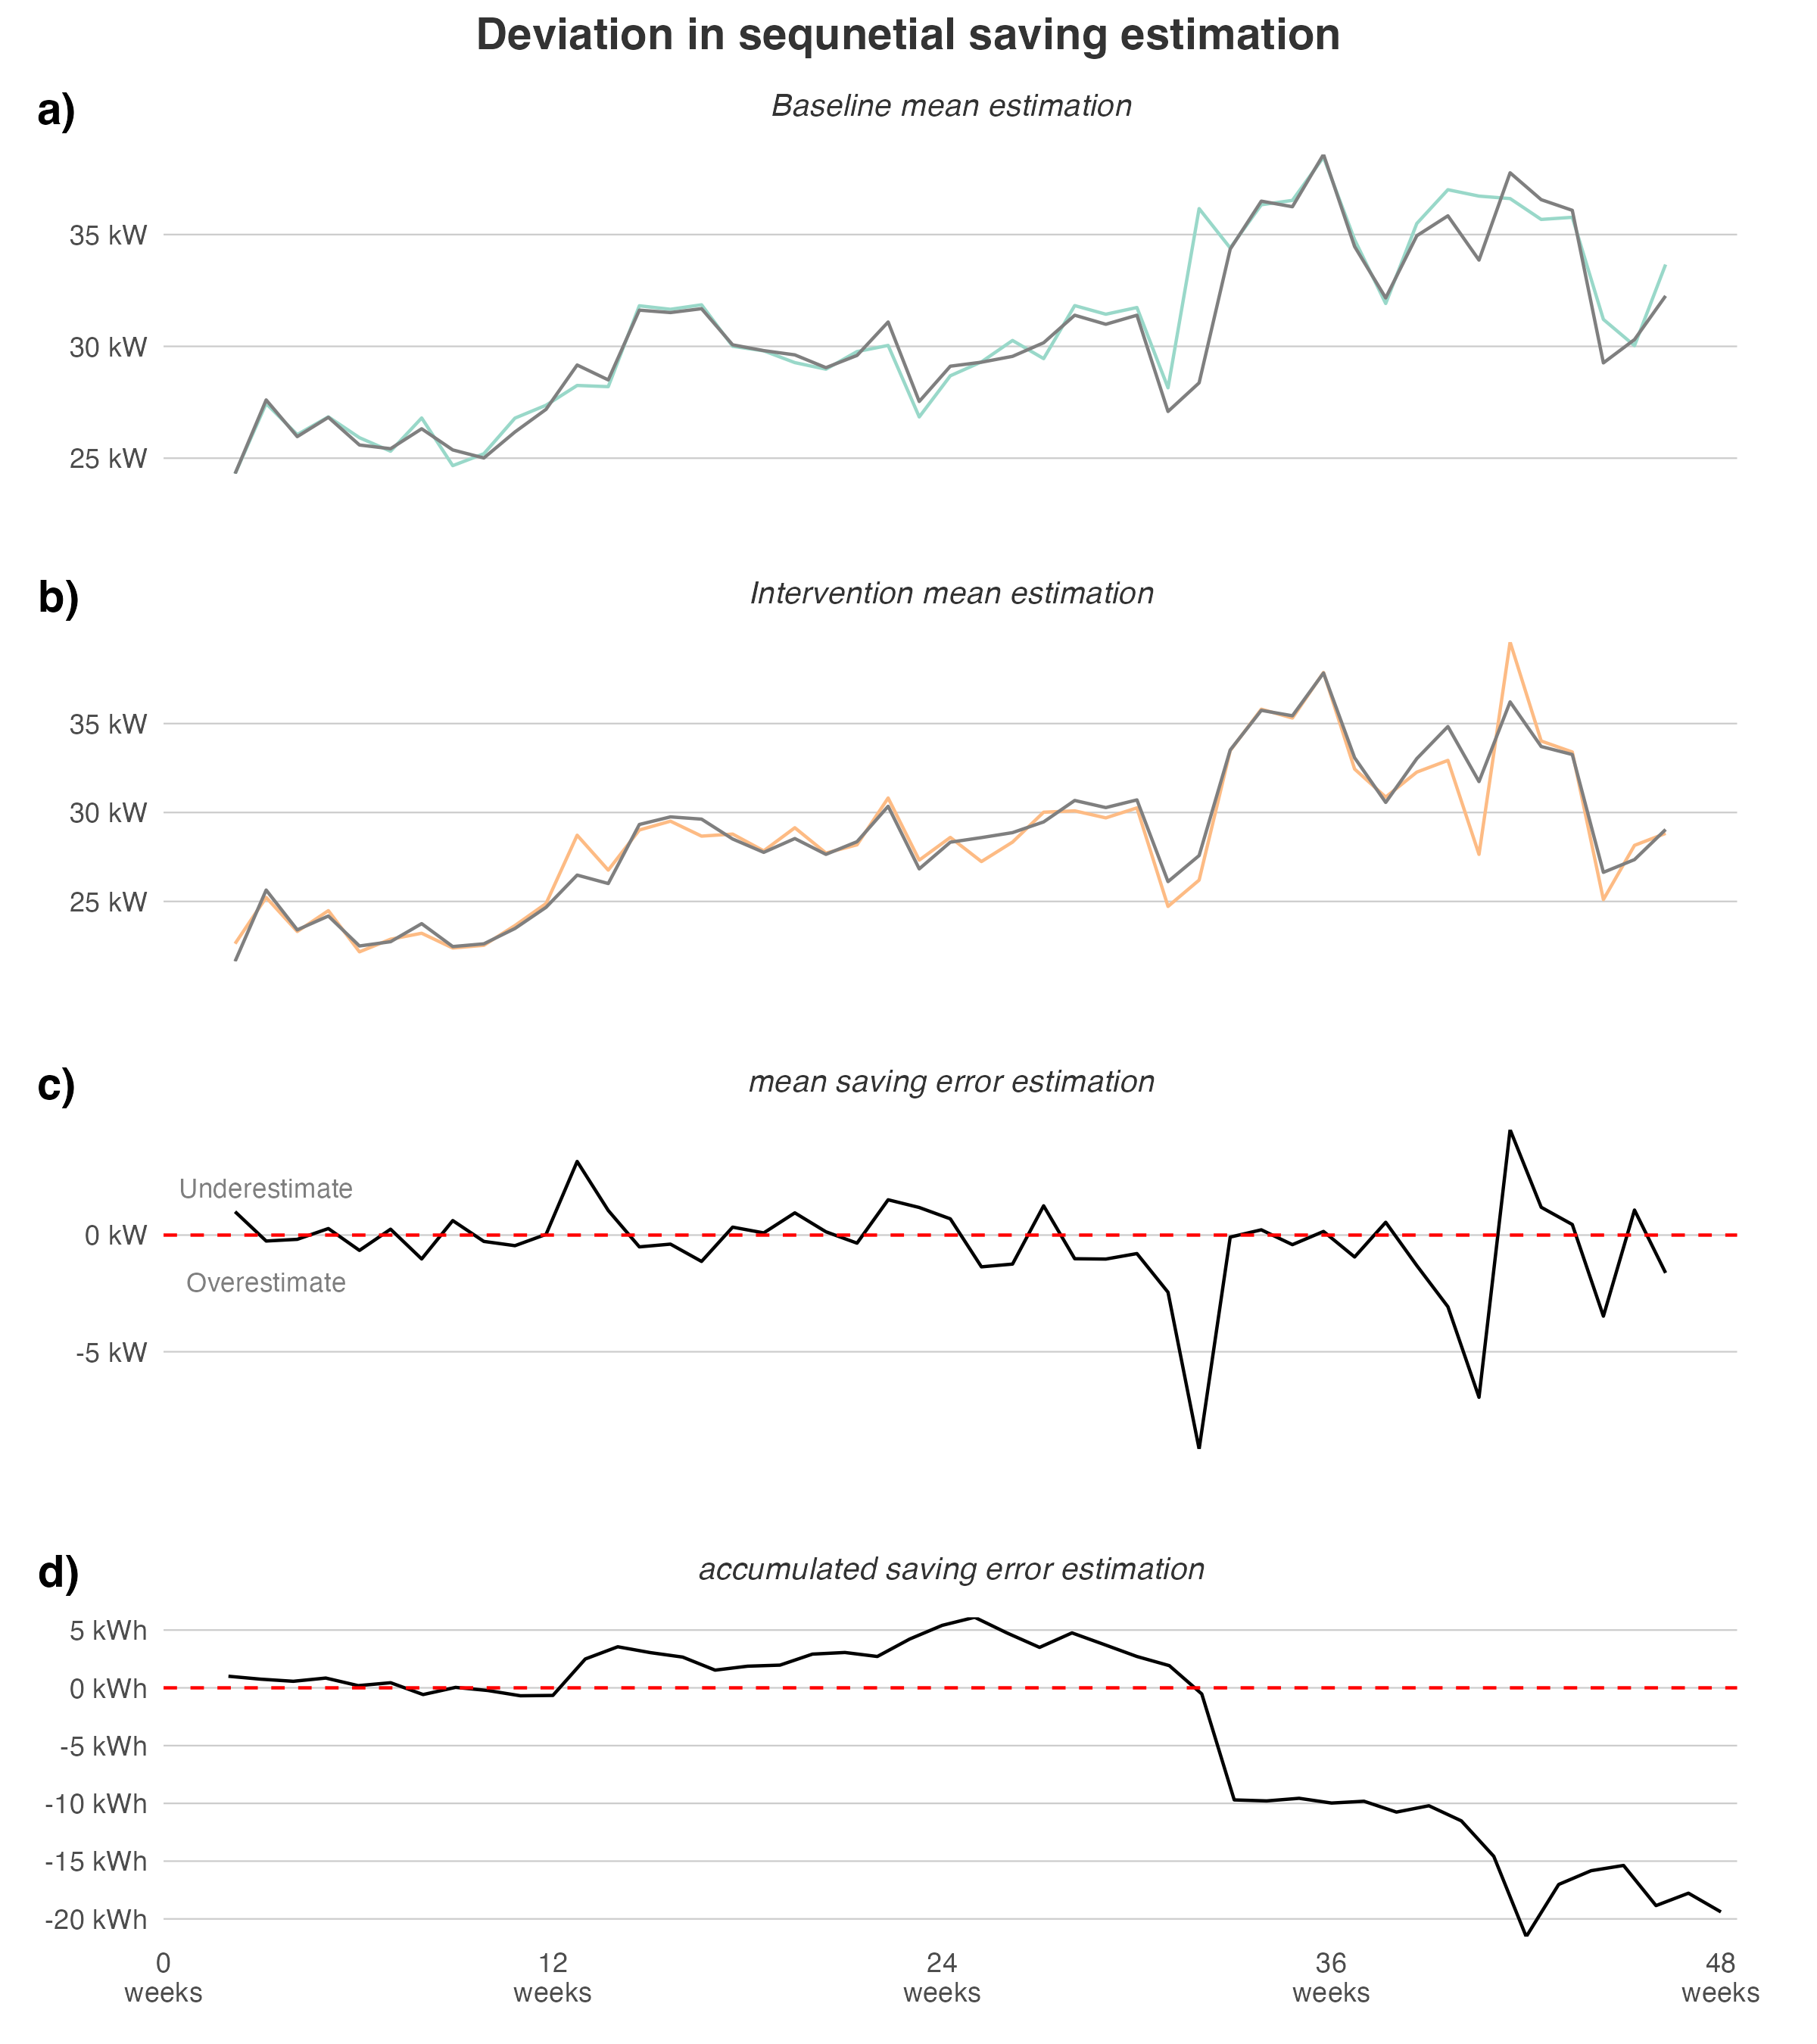 Deviation in sequnetial saving estimation
a)
Baseline mean estimation
35 kW
30 kW
25 kW
b)
Intervention mean estimation
35 kW
30 kW
25 kW
c)
mean saving error estimation
Underestimate
0 kW
Overestimate
-5 kW
d)
accumulated saving error estimation
5 kWh
0 kWh
-5 kWh
-10 kWh
-15 kWh
-20 kWh
0 12 24 36 48
weeks weeks weeks weeks weeks